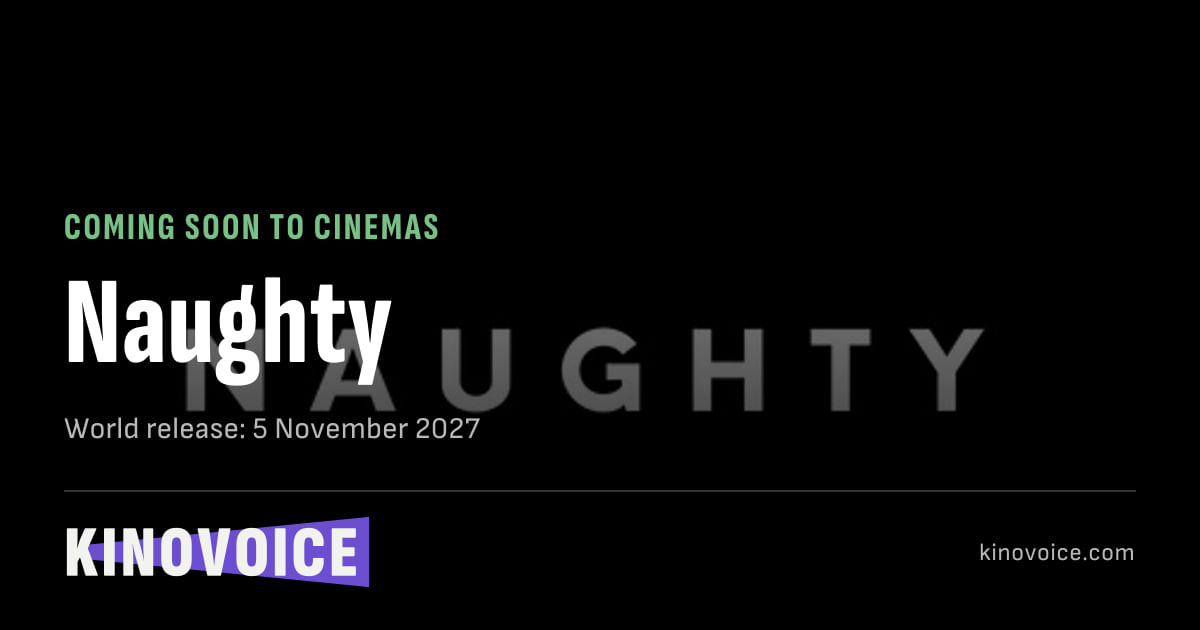 COMING SOON TO CINEMAS
Naughty
NAUGHTY
World release: 5 November 2027
KINOVOICE
kinovoice.com